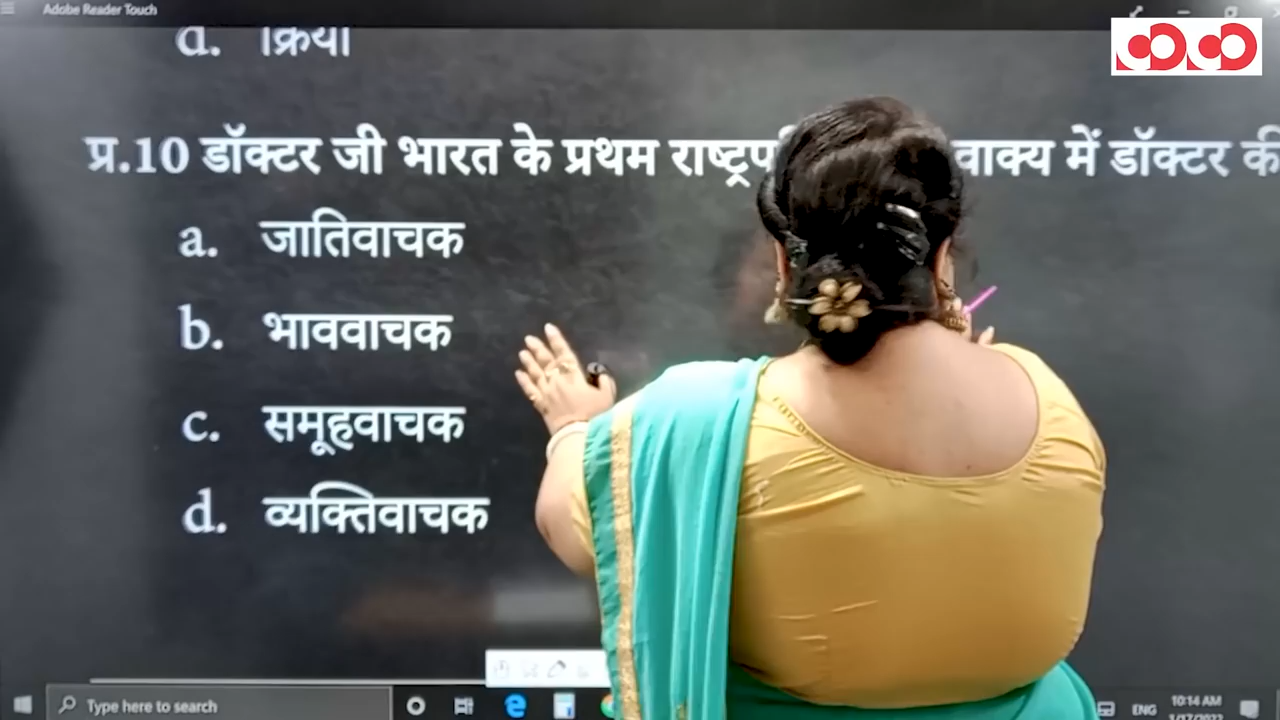 Adobe Reader Touch
d. क्रिया
प्र.10 डॉक्टर जी भारत के प्रथम वाक्य में डॉक्टर की
a. जातिवाचक
b. भाववाचक
c. समूहवाचक
d. व्यक्तिवाचक
Type here to search
ENG
10:14 AM